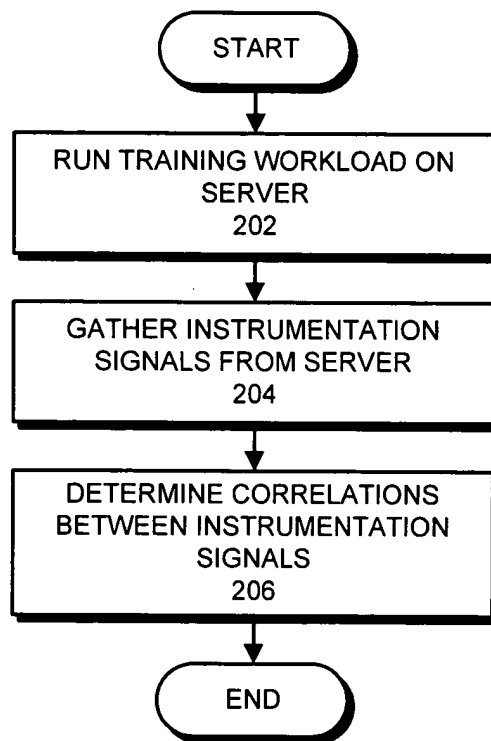 START
RUN TRAINING WORKLOAD ON
SERVER
202
GATHER INSTRUMENTATION
SIGNALS FROM SERVER
204
DETERMINE CORRELATIONS
BETWEEN INSTRUMENTATION
SIGNALS
206
END